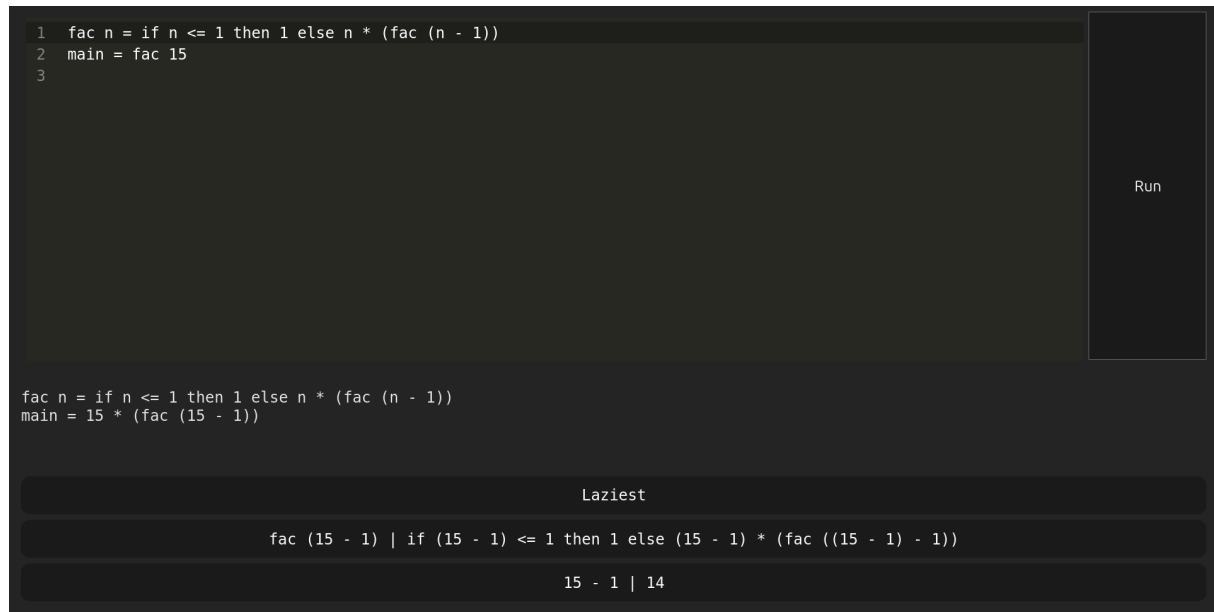 1 fac n = if n <= 1 then 1 else n * (fac (n - 1))
2 main = fac 15
3
Run
fac n = if n <= 1 then 1 else n * (fac (n - 1))
main = 15 * (fac (15 - 1))
Laziest
fac (15 - 1) | if (15 - 1) <= 1 then 1 else (15 - 1) * (fac ((15 - 1) - 1))
15 - 1 | 14